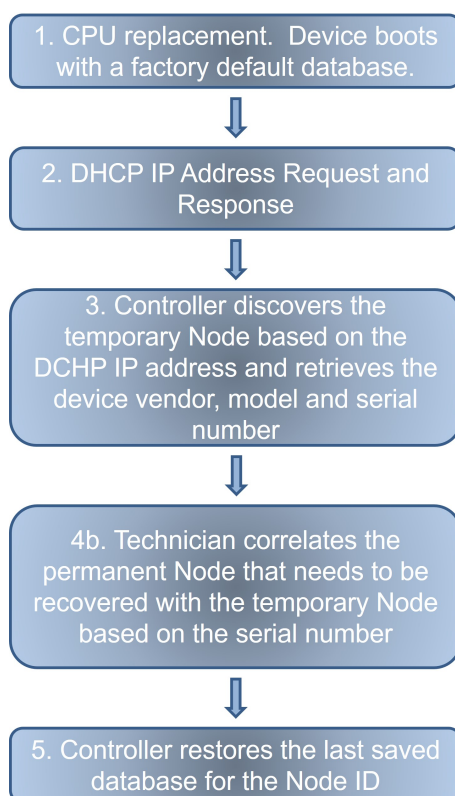 1. CPU replacement.  Device boots
with a factory default database.
2. DHCP IP Address Request and
Response
3. Controller discovers the
temporary Node based on the
DCHP IP address and retrieves the
device vendor, model and serial
number
4b. Technician correlates the
permanent Node that needs to be
recovered with the temporary Node
based on the serial number
5. Controller restores the last saved
database for the Node ID